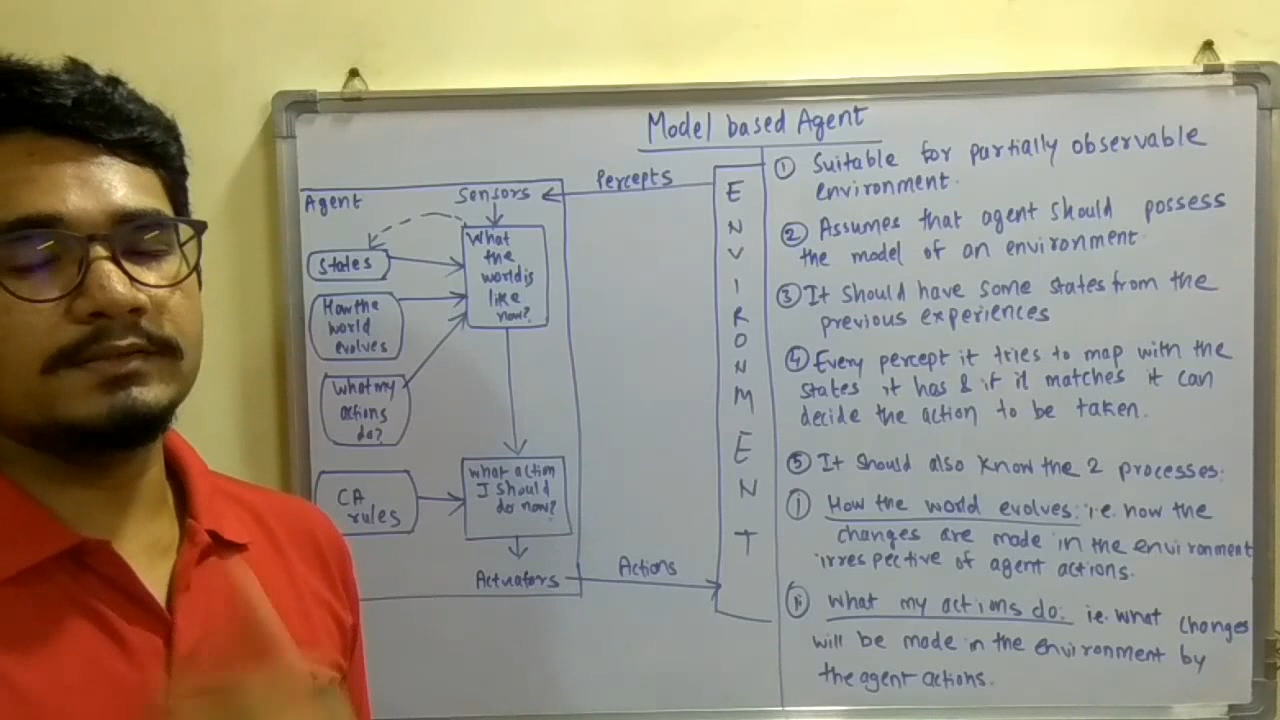 Model based Agent
Agent
Sensors
Percepts
States
What
the
world is
like
now?
How the
world
evolves
What my
actions
do?
CA
rules
what action
I should
do now?
Actuators
Actions
E
N
V
I
R
O
N
M
E
N
T
① Suitable for partially observable
environment.
② Assumes that agent should possess
the model of an environment.
③ It should have some states from the
previous experiences
④ Every percept it tries to map with the
states it has & if it matches it can
decide the action to be taken.
⑤ It should also know the 2 processes:
ⓘ How the world evolves: i.e. how the
changes are made in the environment
irrespective of agent actions.
ⓘⓘ What my actions do: i.e. what changes
will be made in the environment by
the agent actions.